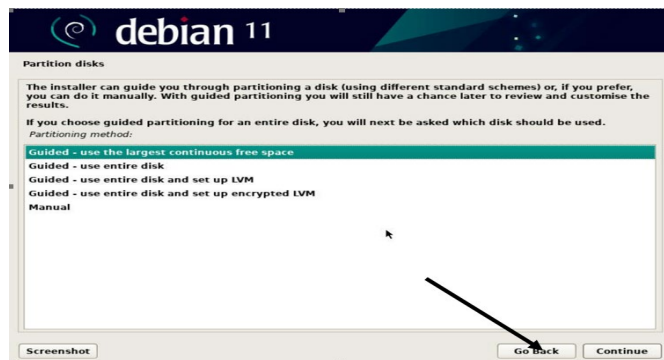 debian 11
Partition disks
The installer can guide you through partitioning a disk (using different standard schemes) or, if you prefer,
you can do it manually. With guided partitioning you will still have a chance later to review and customise the
results.
If you choose guided partitioning for an entire disk, you will next be asked which disk should be used.
Partitioning method:
Guided - use the largest continuous free space
Guided - use entire disk
Guided - use entire disk and set up LVM
Guided - use entire disk and set up encrypted LVM
Manual
Screenshot
Go Back
Continue